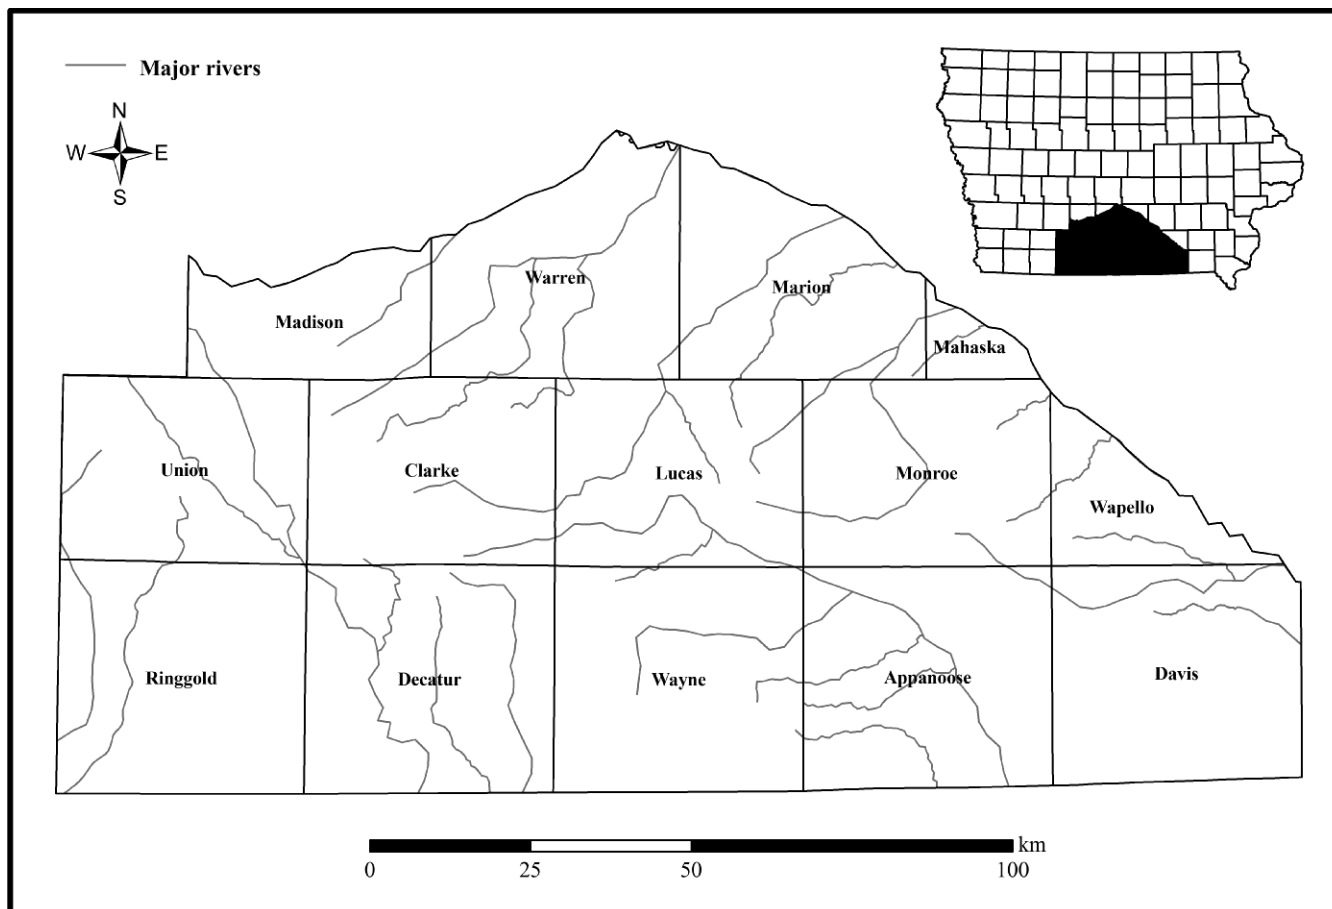 Major rivers
N
W E
S
Warren
Marion
Madison
Mahaska
Union
Clarke
Lucas
Monroe
Wapello
Ringgold
Decatur
Wayne
Appanoose
Davis
km
0 25 50 100